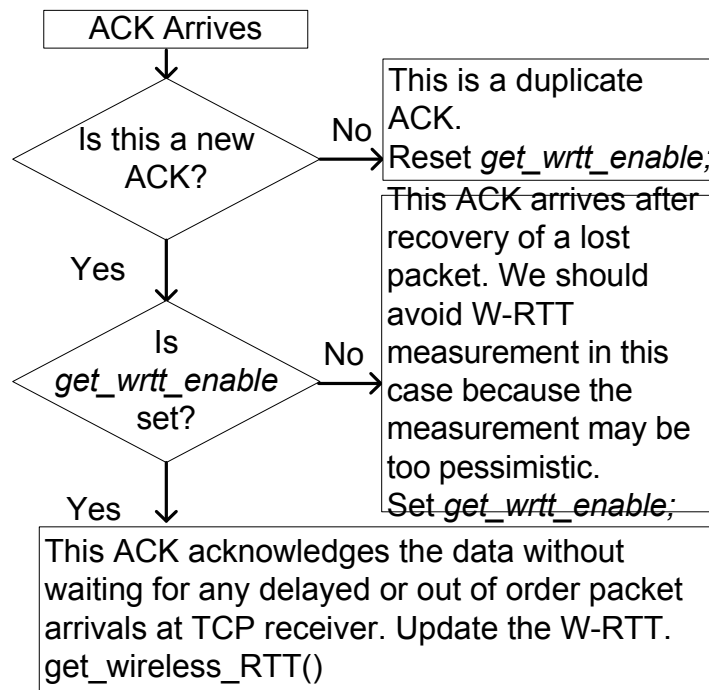 ACK Arrives
Is this a new
ACK?
No
This is a duplicate
ACK.
Reset get_wrtt_enable;
Yes
Is
get_wrtt_enable
set?
No
This ACK arrives after
recovery of a lost
packet. We should
avoid W-RTT
measurement in this
case because the
measurement may be
too pessimistic.
Set get_wrtt_enable;
Yes
This ACK acknowledges the data without
waiting for any delayed or out of order packet
arrivals at TCP receiver. Update the W-RTT.
get_wireless_RTT()